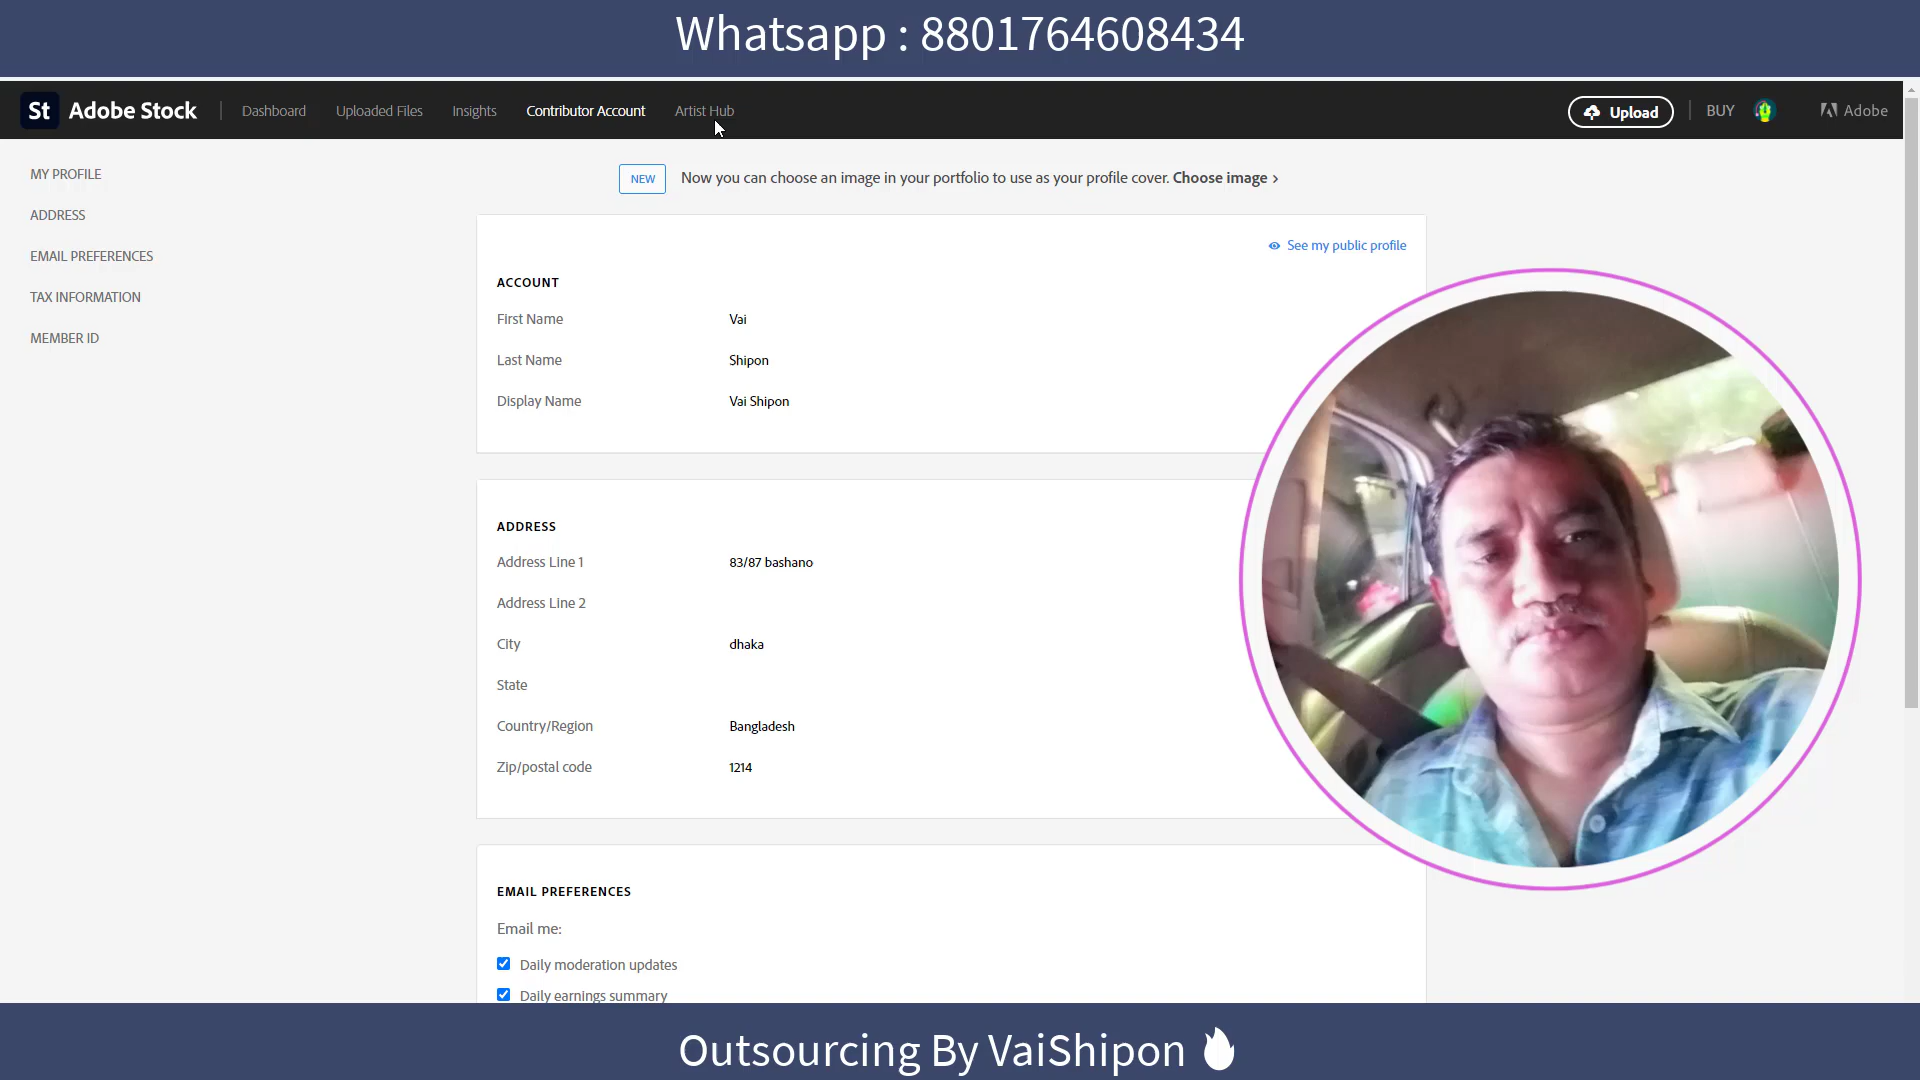 Whatsapp : 8801764608434
St Adobe Stock Dashboard Uploaded Files Insights Contributor Account Artist Hub Upload BUY Adobe
MY PROFILE
ADDRESS
EMAIL PREFERENCES
TAX INFORMATION
MEMBER ID
NEW Now you can choose an image in your portfolio to use as your profile cover. Choose image >
See my public profile
ACCOUNT
First Name Vai
Last Name Shipon
Display Name Vai Shipon
ADDRESS
Address Line 1 83/87 bashano
Address Line 2
City dhaka
State
Country/Region Bangladesh
Zip/postal code 1214
EMAIL PREFERENCES
Email me:
Daily moderation updates
Daily earnings summary
Outsourcing By VaiShipon